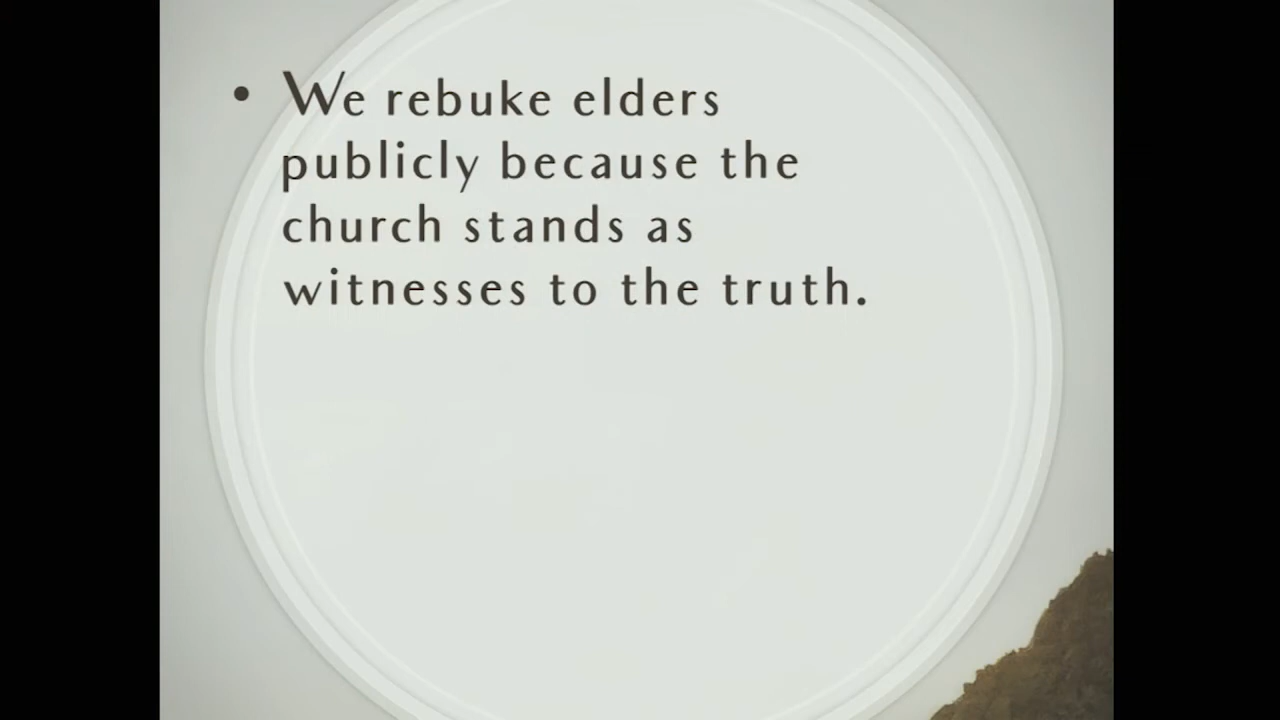 • We rebuke elders
publicly because the
church stands as
witnesses to the truth.